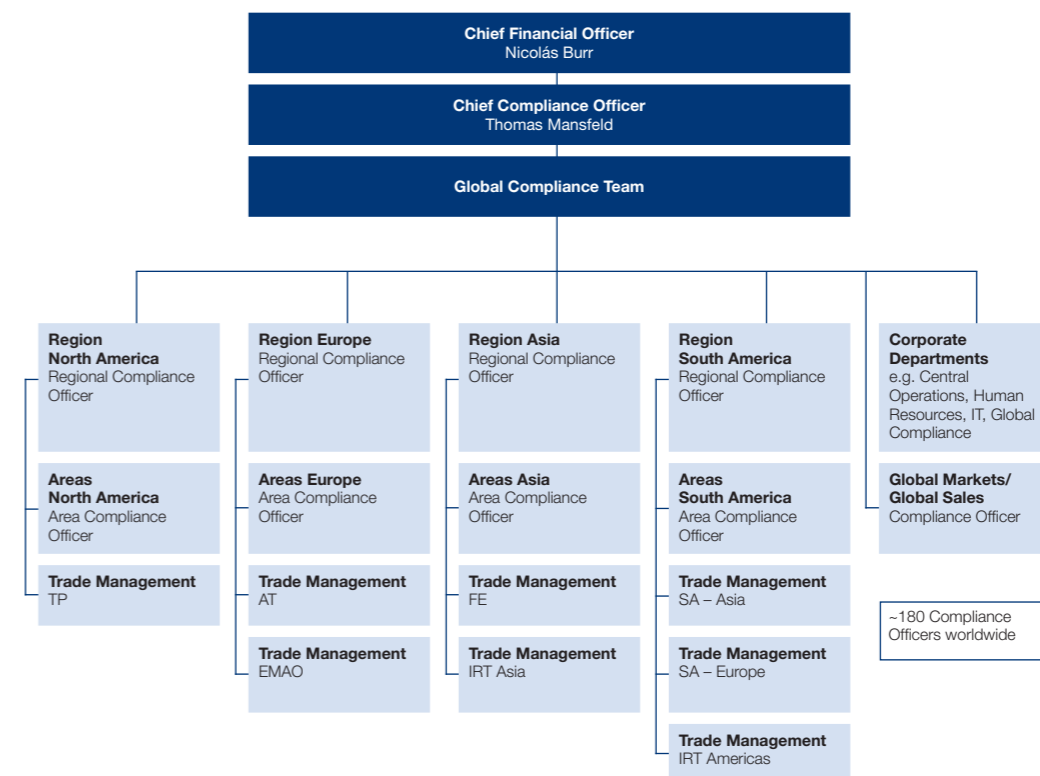 Chief Financial Officer
Nicolás Burr
Chief Compliance Officer
Thomas Mansfeld
Global Compliance Team
Region
North America
Regional Compliance
Officer
Areas
North America
Area Compliance
Officer
Trade Management
TP
Region Europe
Regional Compliance
Officer
Areas Europe
Area Compliance
Officer
Trade Management
AT
Trade Management
EMAO
Region Asia
Regional Compliance
Officer
Areas Asia
Area Compliance
Officer
Trade Management
FE
Trade Management
IRT Asia
Region
South America
Regional Compliance
Officer
Areas
South America
Area Compliance
Officer
Trade Management
SA – Asia
Trade Management
SA – Europe
Trade Management
IRT Americas
Corporate
Departments
e.g. Central
Operations, Human
Resources, IT, Global
Compliance
Global Markets/
Global Sales
Compliance Officer
~180 Compliance
Officers worldwide